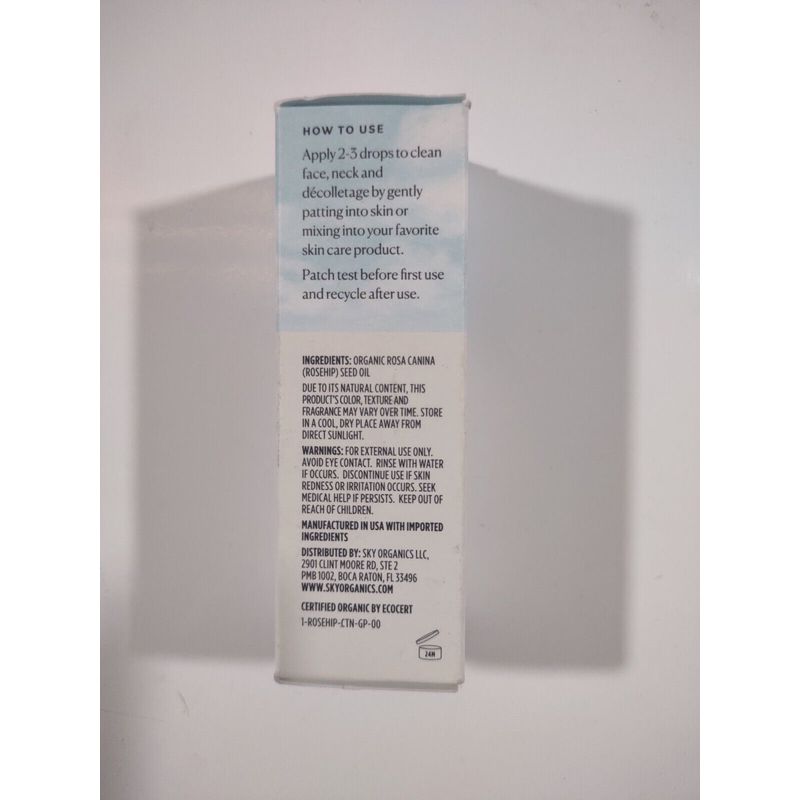 HOW TO USE
Apply 2-3 drops to clean
face, neck and
décolletage by gently
patting into skin or
mixing into your favorite
skin care product.
Patch test before first use
and recycle after use.
INGREDIENTS: ORGANIC ROSA CANINA
(ROSEHIP) SEED OIL
DUE TO ITS NATURAL CONTENT, THIS
PRODUCT'S COLOR, TEXTURE AND
FRAGRANCE MAY VARY OVER TIME. STORE
IN A COOL, DRY PLACE AWAY FROM
DIRECT SUNLIGHT.
WARNINGS: FOR EXTERNAL USE ONLY.
AVOID EYE CONTACT. RINSE WITH WATER
IF OCCURS. DISCONTINUE USE IF SKIN
REDNESS OR IRRITATION OCCURS. SEEK
MEDICAL HELP IF PERSISTS. KEEP OUT OF
REACH OF CHILDREN.
MANUFACTURED IN USA WITH IMPORTED
INGREDIENTS
DISTRIBUTED BY: SKY ORGANICS LLC,
2901 CLINT MOORE RD, STE 2
PMB 1002, BOCA RATON, FL 33496
WWW.SKYORGANICS.COM
CERTIFIED ORGANIC BY ECOCERT
1-ROSEHIP-CTN-GP-00
24M